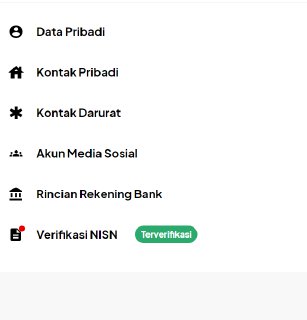 Data Pribadi
Kontak Pribadi
Kontak Darurat
Akun Media Sosial
Rincian Rekening Bank
Verifikasi NISN Terverifikasi